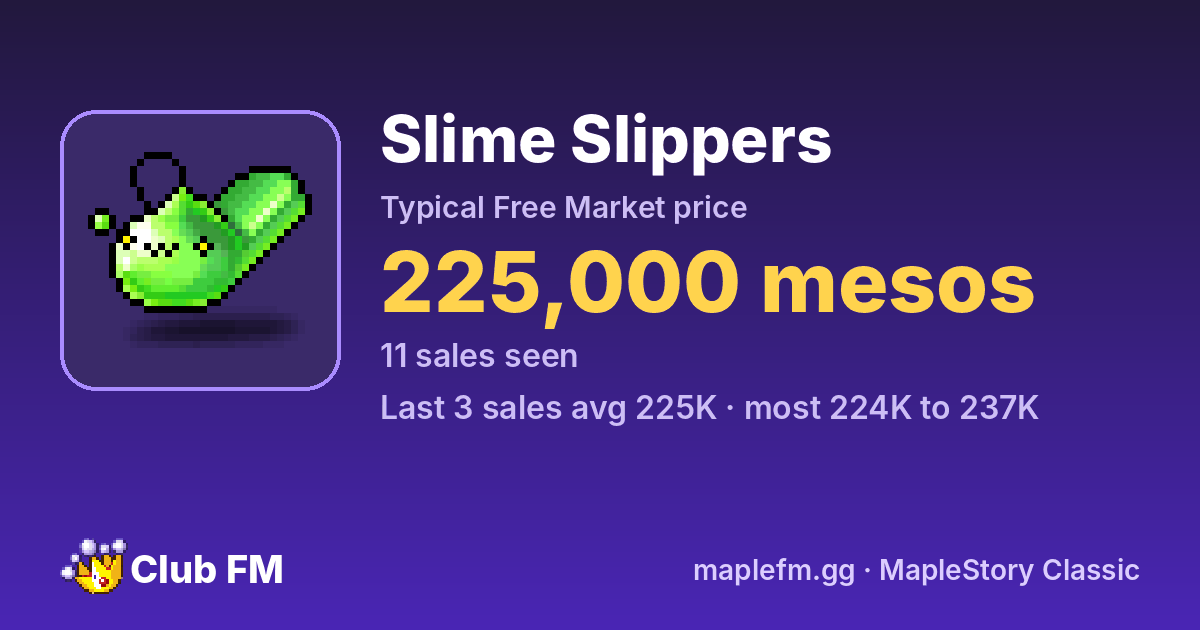 Slime Slippers
Typical Free Market price
225,000 mesos
11 sales seen
Last 3 sales avg 225K · most 224K to 237K
Club FM
maplefm.gg · MapleStory Classic